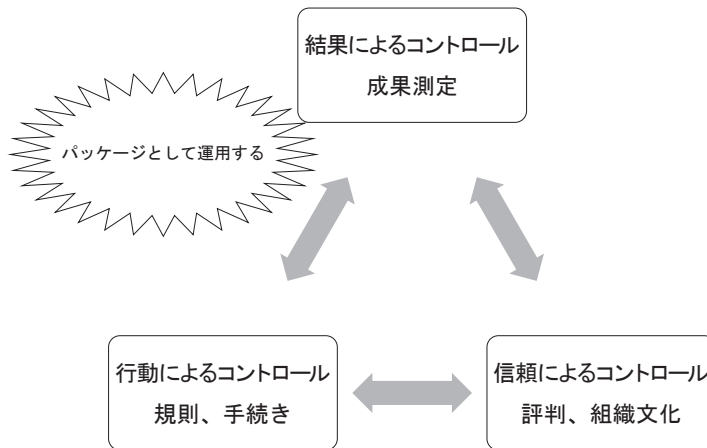 結果によるコントロール
成果測定
パッケージとして運用する
行動によるコントロール
規則、手続き
信頼によるコントロール
評判、組織文化